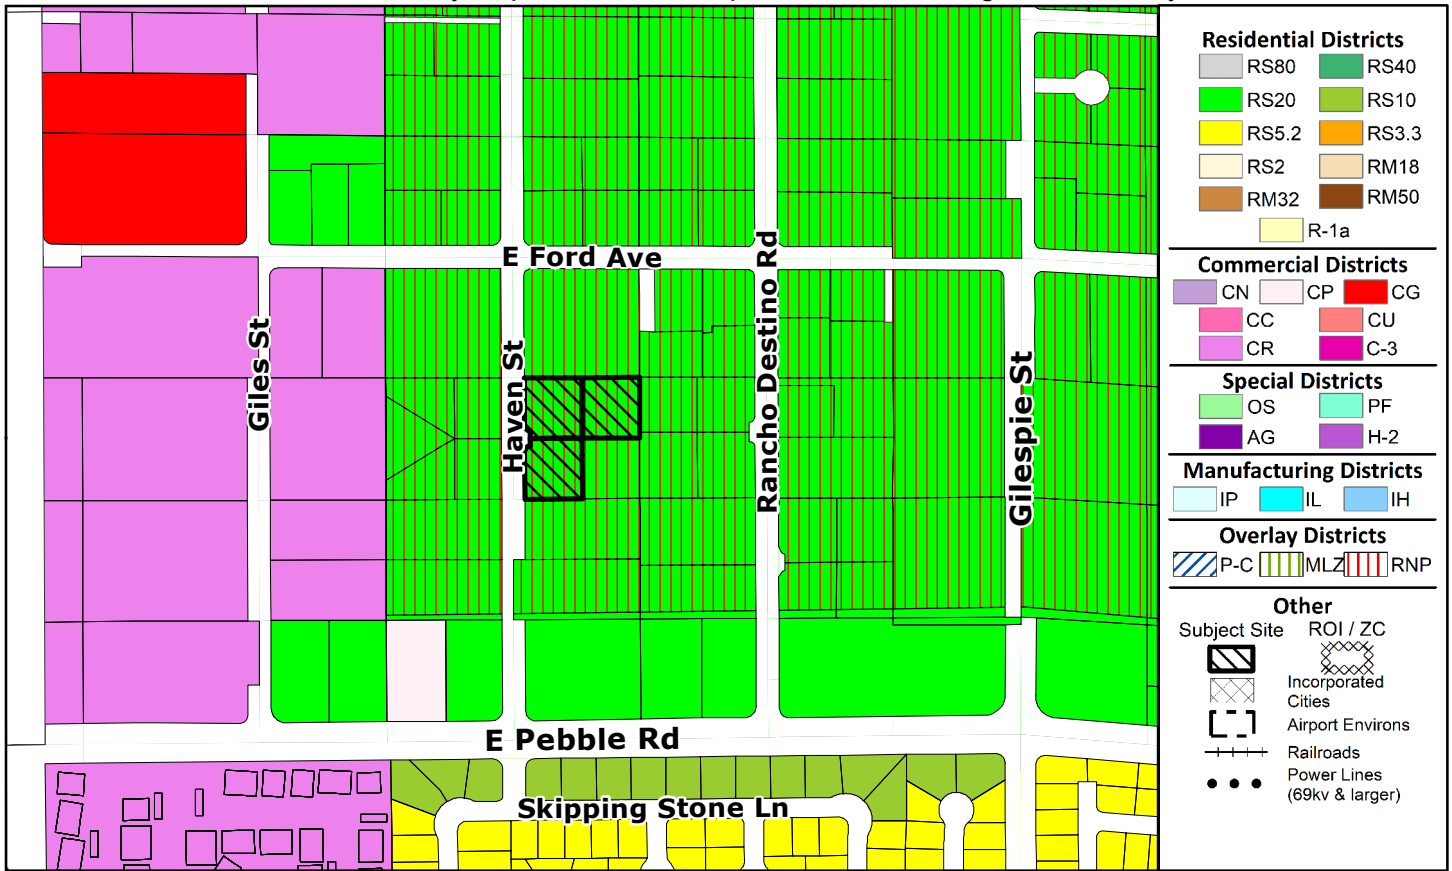 E Ford Ave
Giles St
Haven St
Rancho Destino Rd
Gilespie St
E Pebble Rd
Skipping Stone Ln
Residential Districts
RS80 RS40
RS20 RS10
RS5.2 RS3.3
RS2 RM18
RM32 RM50
R-1a
Commercial Districts
CN CP CG
CC CU
CR C-3
Special Districts
OS PF
AG H-2
Manufacturing Districts
IP IL IH
Overlay Districts
P-C MLZ RNP
Other
Subject Site ROI / ZC
Incorporated
Cities
Airport Environs
Railroads
Power Lines
(69kv & larger)